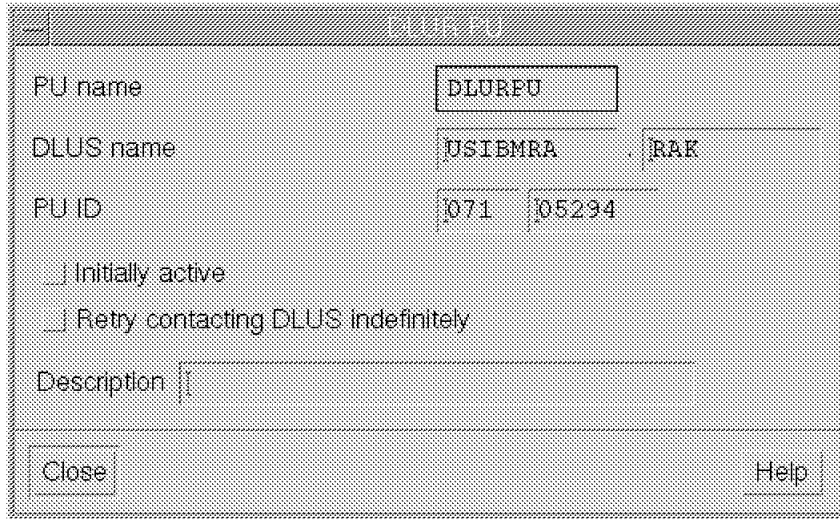 DLUR PU
PU name DLURPU
DLUS name USIBMRA . RAK
PU ID 071 05294
Initially active
Retry contacting DLUS indefinitely
Description
Close Help